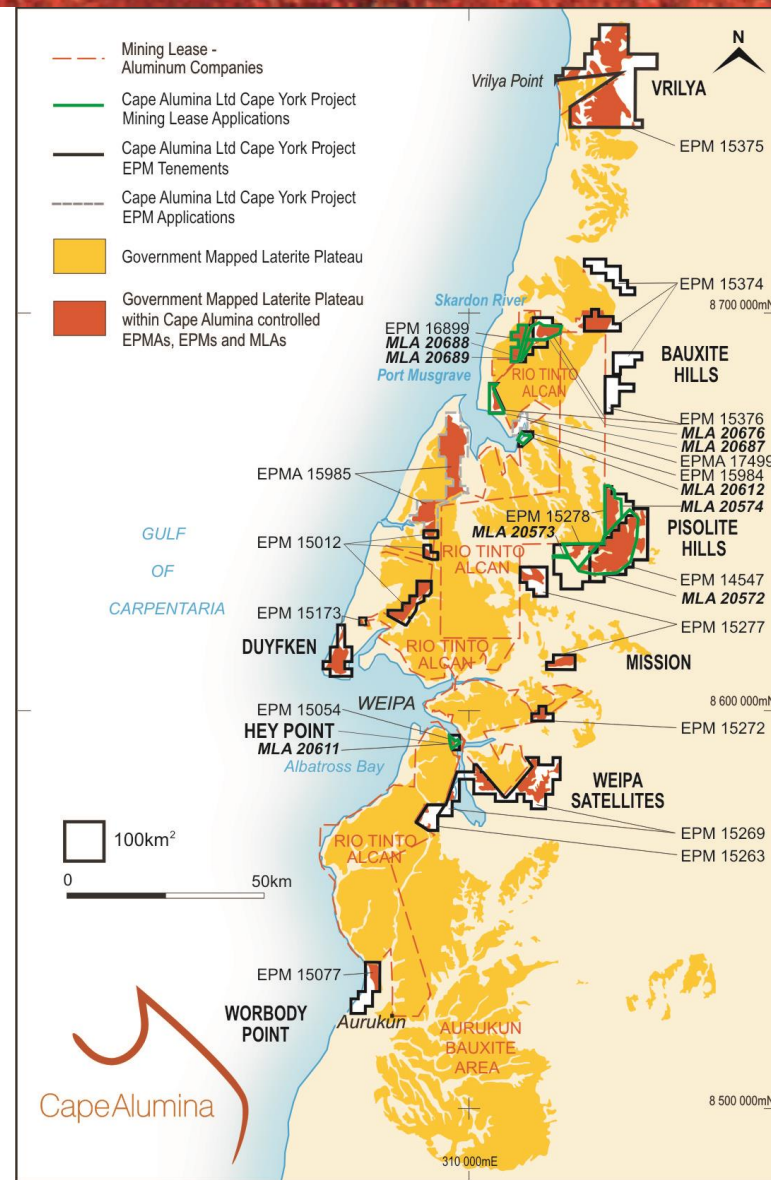 Mining Lease -
Aluminum Companies
Cape Alumina Ltd Cape York Project
Mining Lease Applications
Cape Alumina Ltd Cape York Project
EPM Tenements
Cape Alumina Ltd Cape York Project
EPM Applications
Government Mapped Laterite Plateau
Government Mapped Laterite Plateau
within Cape Alumina controlled
EPMAs, EPMs and MLAs
N
Vrilya Point
VRILYA
EPM 15375
EPM 15374
8 700 000mN
Skardon River
EPM 16899
MLA 20688
MLA 20689
Port Musgrave
RIO TINTO
ALCAN
BAUXITE
HILLS
EPM 15376
MLA 20676
MLA 20687
EPMA 17499
EPM 15984
MLA 20612
MLA 20574
EPMA 15985
EPM 15278
MLA 20573
PISOLITE
HILLS
GULF
OF
CARPENTARIA
EPM 15012
RIO TINTO
ALCAN
EPM 14547
MLA 20572
EPM 15173
EPM 15277
DUYFKEN
RIO TINTO
ALCAN
MISSION
WEIPA
EPM 15054
8 600 000mN
HEY POINT
EPM 15272
MLA 20611
Albatross Bay
WEIPA
SATELLITES
100km²
RIO TINTO
ALCAN
EPM 15269
EPM 15263
0
50km
EPM 15077
WORBODY
POINT
Aurukun
AURUKUN
BAUXITE
AREA
CapeAlumina
8 500 000mN
310 000mE